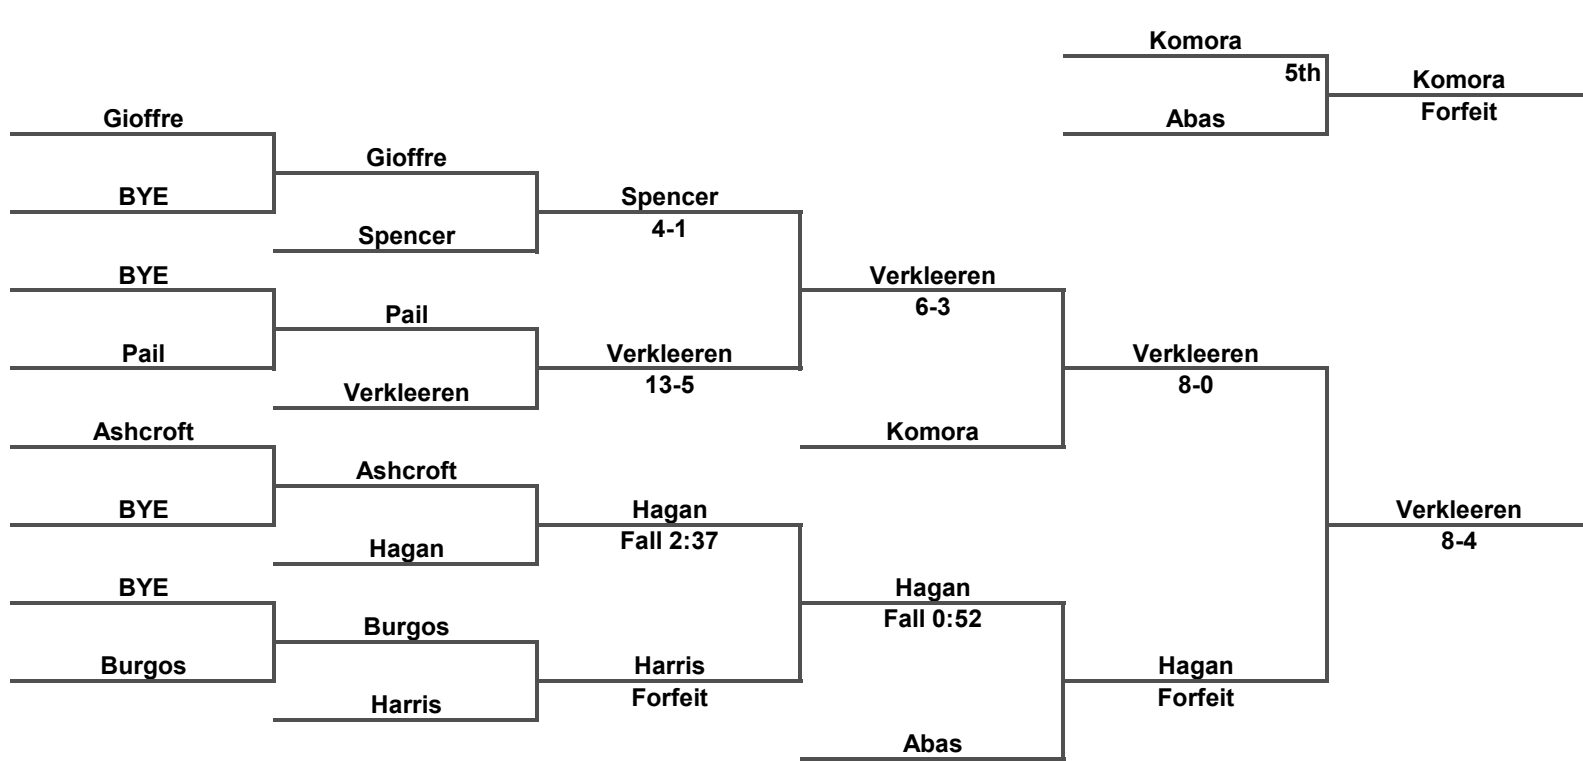 Komora
5th
Komora
Forfeit
Abas
Gioffre
BYE
BYE
Pail
Ashcroft
BYE
BYE
Burgos
Gioffre
Spencer
Pail
Verkleeren
Ashcroft
Hagan
Burgos
Harris
Spencer
4-1
Verkleeren
13-5
Hagan
Fall 2:37
Harris
Forfeit
Verkleeren
6-3
Komora
Hagan
Fall 0:52
Abas
Verkleeren
8-0
Hagan
Forfeit
Verkleeren
8-4